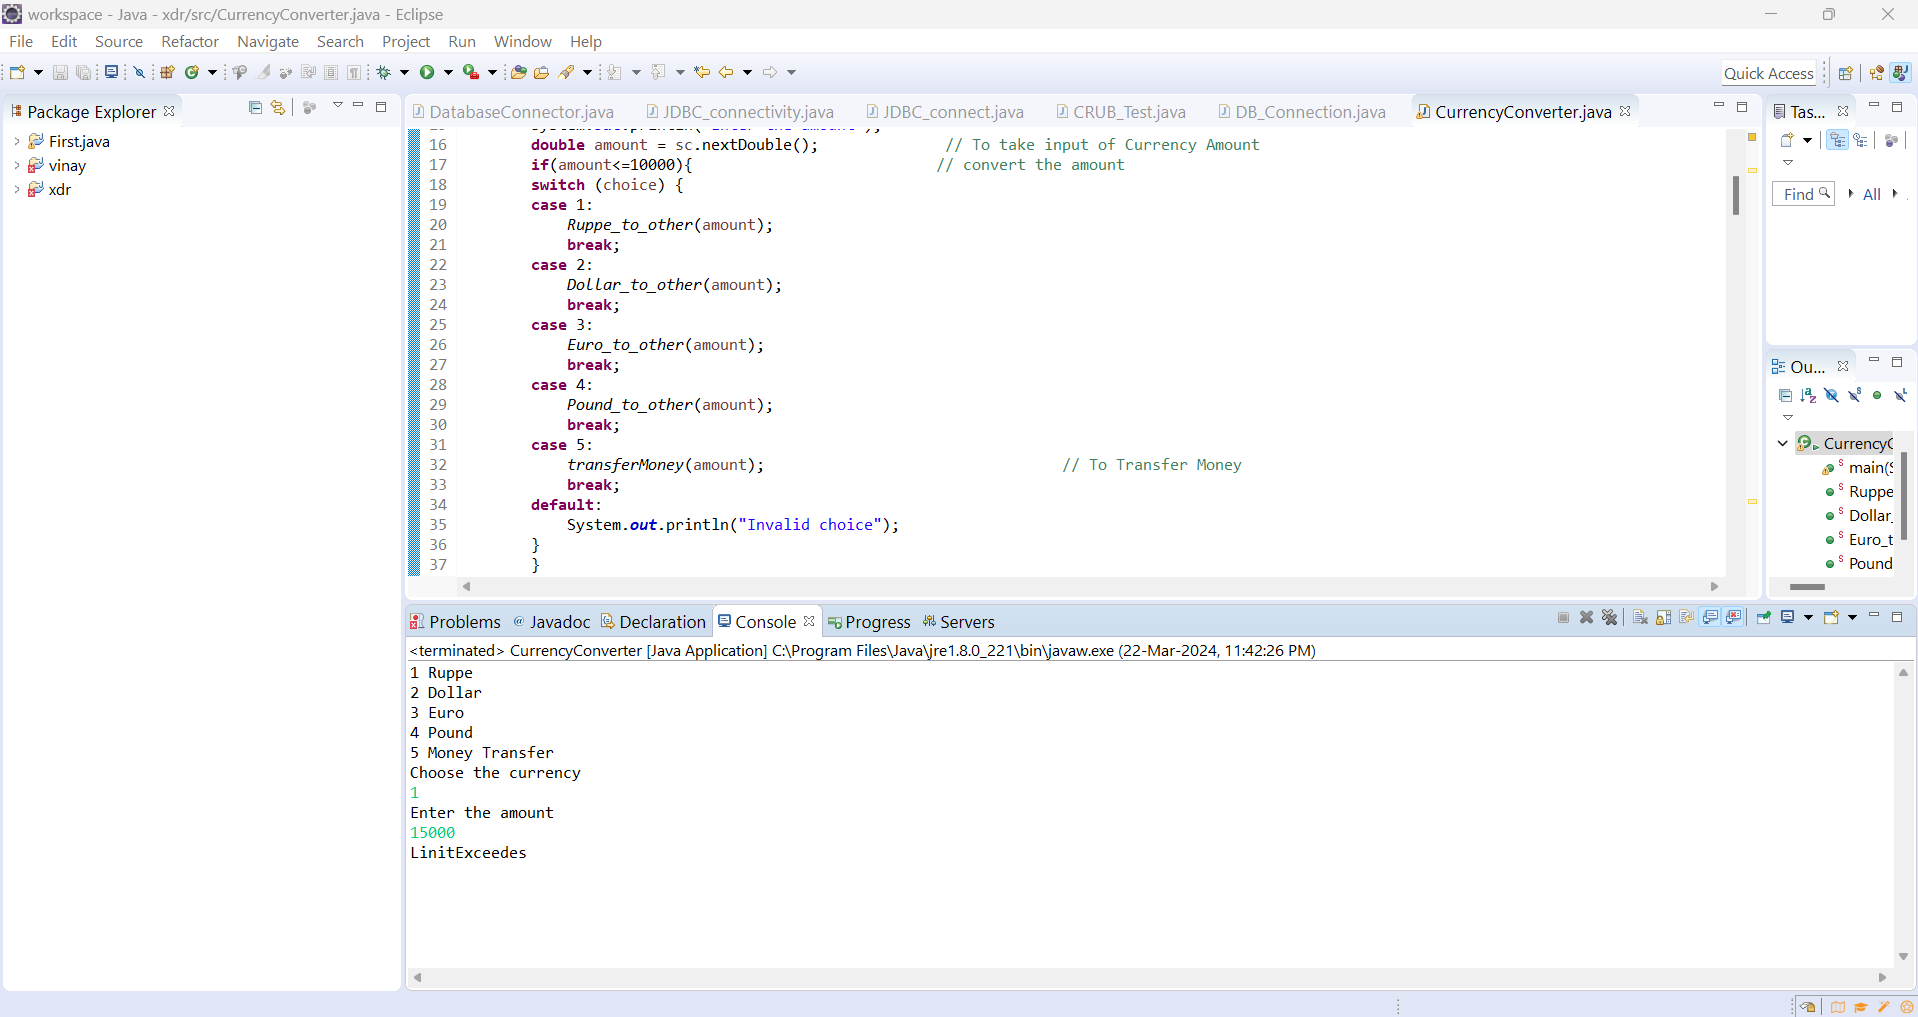 workspace - Java - xdr/src/CurrencyConverter.java - Eclipse
File Edit Source Refactor Navigate Search Project Run Window Help
Quick Access
Package Explorer
First.java
vinay
xdr
DatabaseConnector.java JDBC_connectivity.java JDBC_connect.java CRUB_Test.java DB_Connection.java CurrencyConverter.java
16 double amount = sc.nextDouble(); // To take input of Currency Amount
17 if(amount<=10000){ // convert the amount
18 switch (choice) {
19 case 1:
20 Ruppe_to_other(amount);
21 break;
22 case 2:
23 Dollar_to_other(amount);
24 break;
25 case 3:
26 Euro_to_other(amount);
27 break;
28 case 4:
29 Pound_to_other(amount);
30 break;
31 case 5:
32 transferMoney(amount); // To Transfer Money
33 break;
34 default:
35 System.out.println("Invalid choice");
36 }
37 }
Tas...
Find All
Ou...
CurrencyC
main(S
Ruppe
Dollar_
Euro_t
Pound
Problems @ Javadoc Declaration Console Progress Servers
<terminated> CurrencyConverter [Java Application] C:\Program Files\Java\jre1.8.0_221\bin\javaw.exe (22-Mar-2024, 11:42:26 PM)
1 Ruppe
2 Dollar
3 Euro
4 Pound
5 Money Transfer
Choose the currency
1
Enter the amount
15000
LinitExceedes